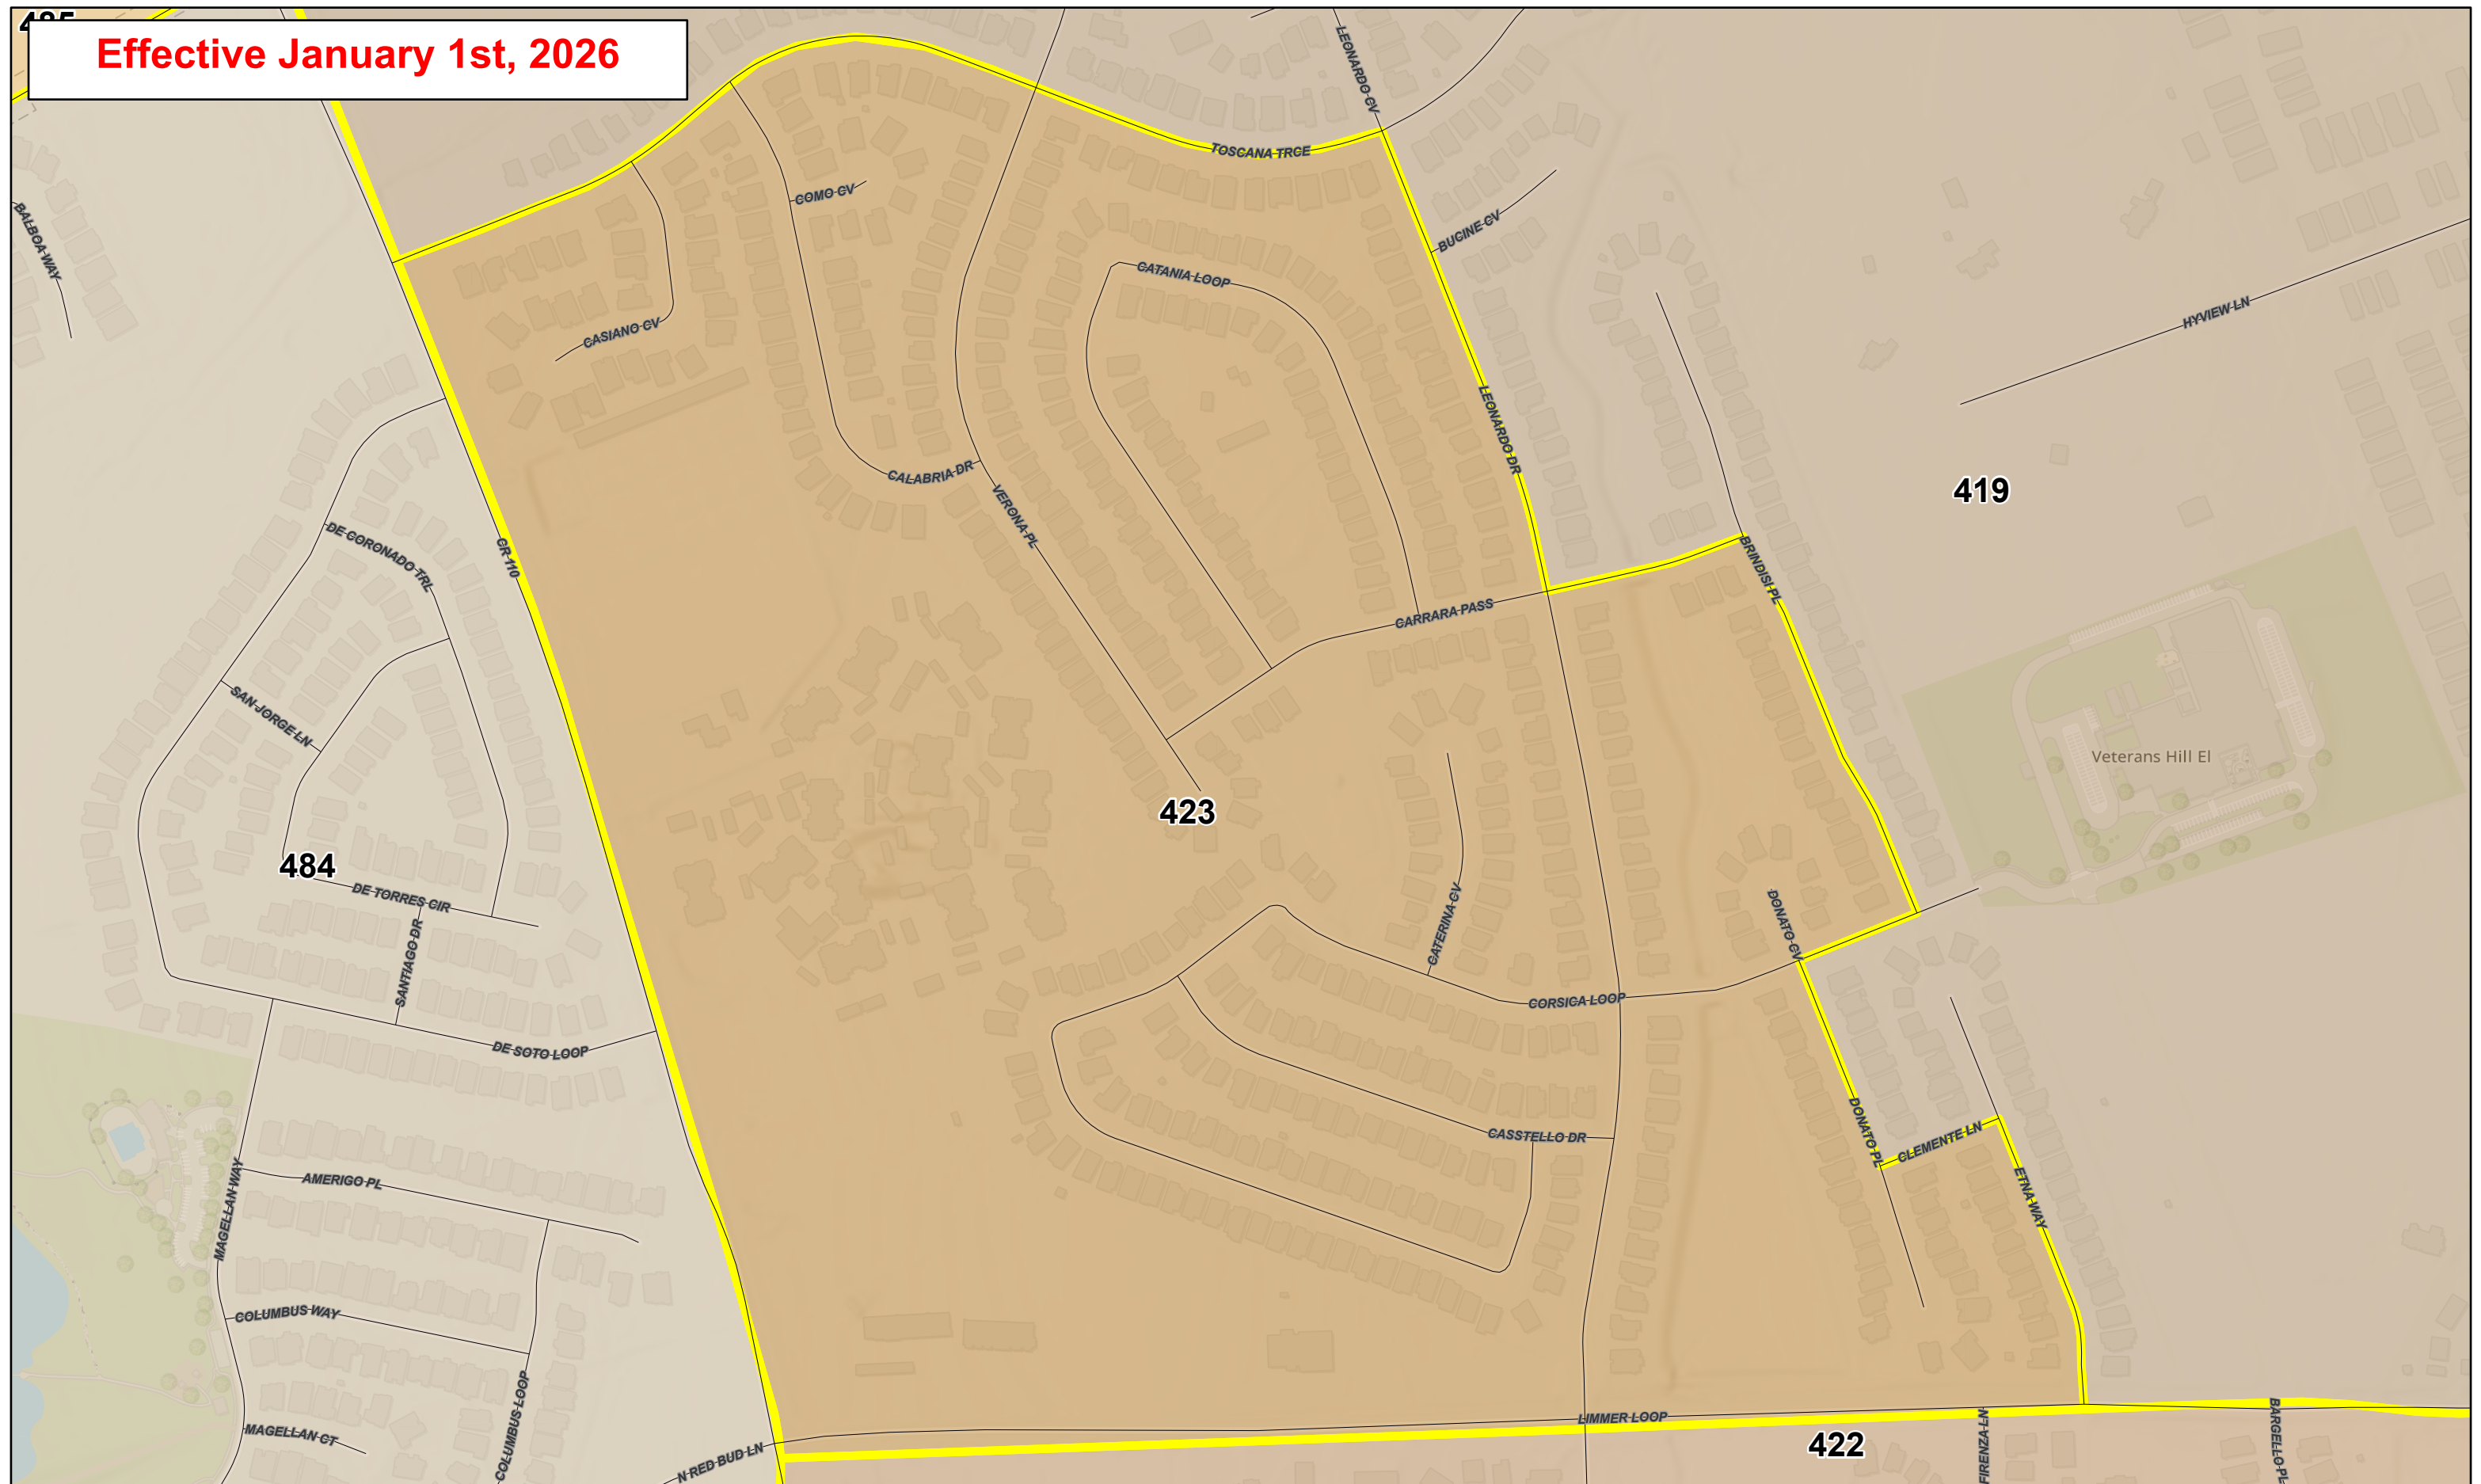 485
Effective January 1st, 2026
LEONARDO CV
TOSCANA TRCE
COMO CV
BALBOA WAY
BUCINE CV
CATANIA LOOP
HYVIEW LN
CASIANO CV
LEONARDO DR
CALABRIA DR
419
VERONA PL
DE CORONADO TRL
CR 110
BRINDISI PL
CARRARA PASS
SAN JORGE LN
Veterans Hill El
423
484
DE TORRES CIR
SANTIAGO DR
CATERINA CV
DONATO CV
CORSICA LOOP
DE SOTO LOOP
DONATO PL
CASSTELLO DR
CLEMENTE LN
AMERIGO PL
MAGELLAN WAY
ETNA WAY
COLUMBUS WAY
COLUMBUS LOOP
LIMMER LOOP
MAGELLAN CT
N RED BUD LN
422
FIRENZA LN
BARGELLO PL